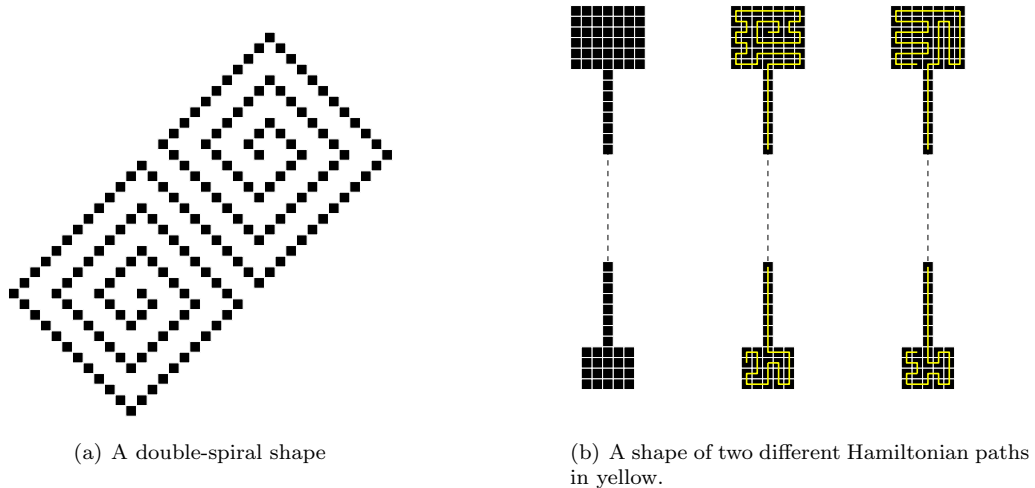 (a) A double-spiral shape
(b) A shape of two different Hamiltonian paths
in yellow.